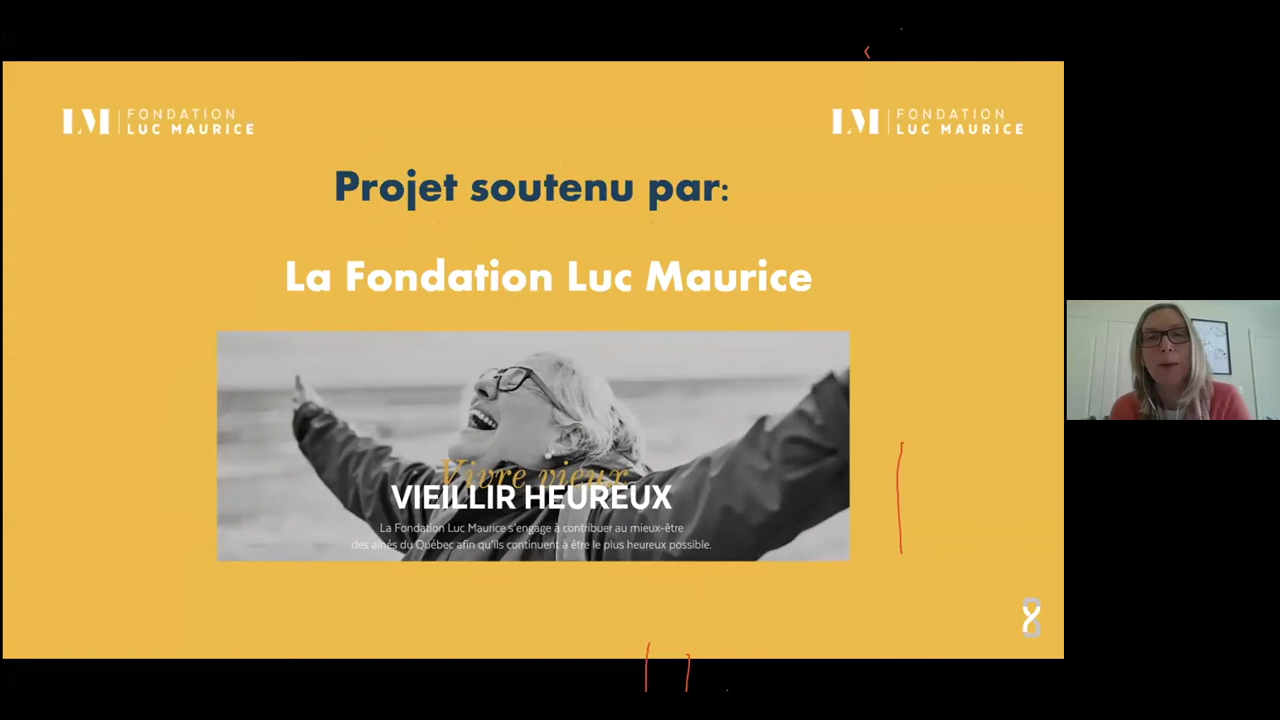 LM FONDATION
LUC MAURICE
LM FONDATION
LUC MAURICE
Projet soutenu par:
La Fondation Luc Maurice
Vivre vieux
VIEILLIR HEUREUX
La Fondation Luc Maurice s'engage à contribuer au mieux-être
des aînés du Québec afin qu'ils continuent à être le plus heureux possible.